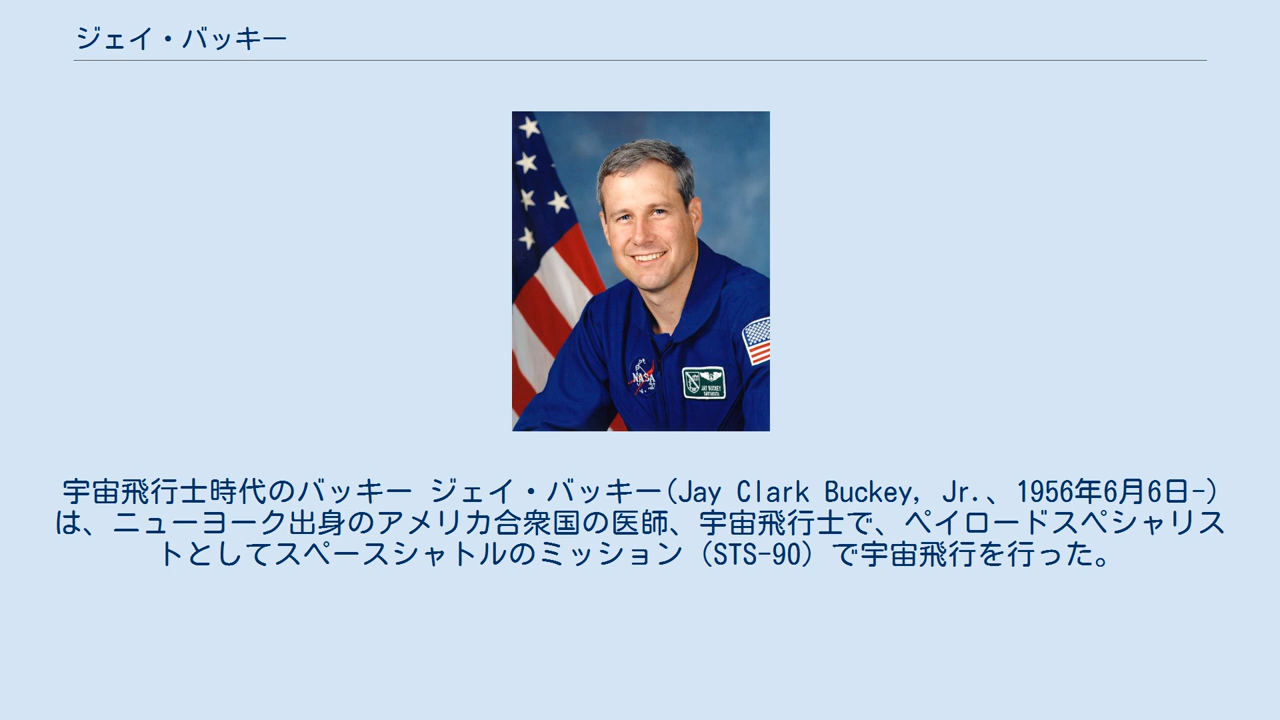 ジェイ・バッキー
NASA
JAY BUCKEY
宇宙飛行士時代のバッキー ジェイ・バッキー(Jay Clark Buckey, Jr.、1956年6月6日-)
は、ニューヨーク出身のアメリカ合衆国の医師、宇宙飛行士で、ペイロードスペシャリス
トとしてスペースシャトルのミッション（STS-90）で宇宙飛行を行った。